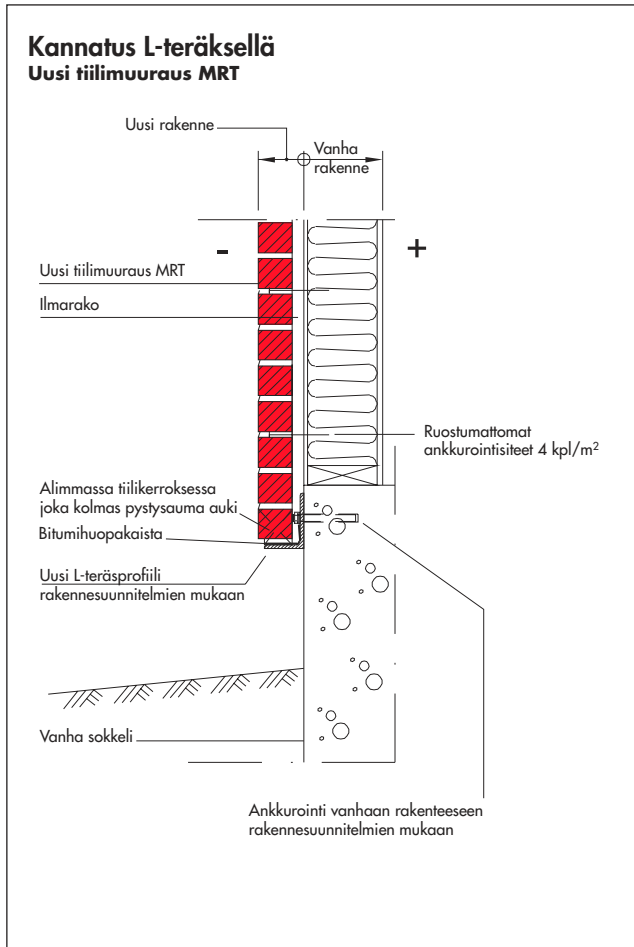 Kannatus L-teräksellä
Uusi tiilimuuraus MRT
Uusi rakenne
Vanha
rakenne
-
+
Uusi tiilimuuraus MRT
Ilmarako
Ruostumattomat
ankkurointisiteet 4 kpl/m²
Alimmassa tiilikerroksessa
joka kolmas pystysauma auki
Bitumihuopakaista
Uusi L-teräsprofiili
rakennesuunnitelmien mukaan
Vanha sokkeli
Ankkurointi vanhaan rakenteeseen
rakennesuunnitelmien mukaan